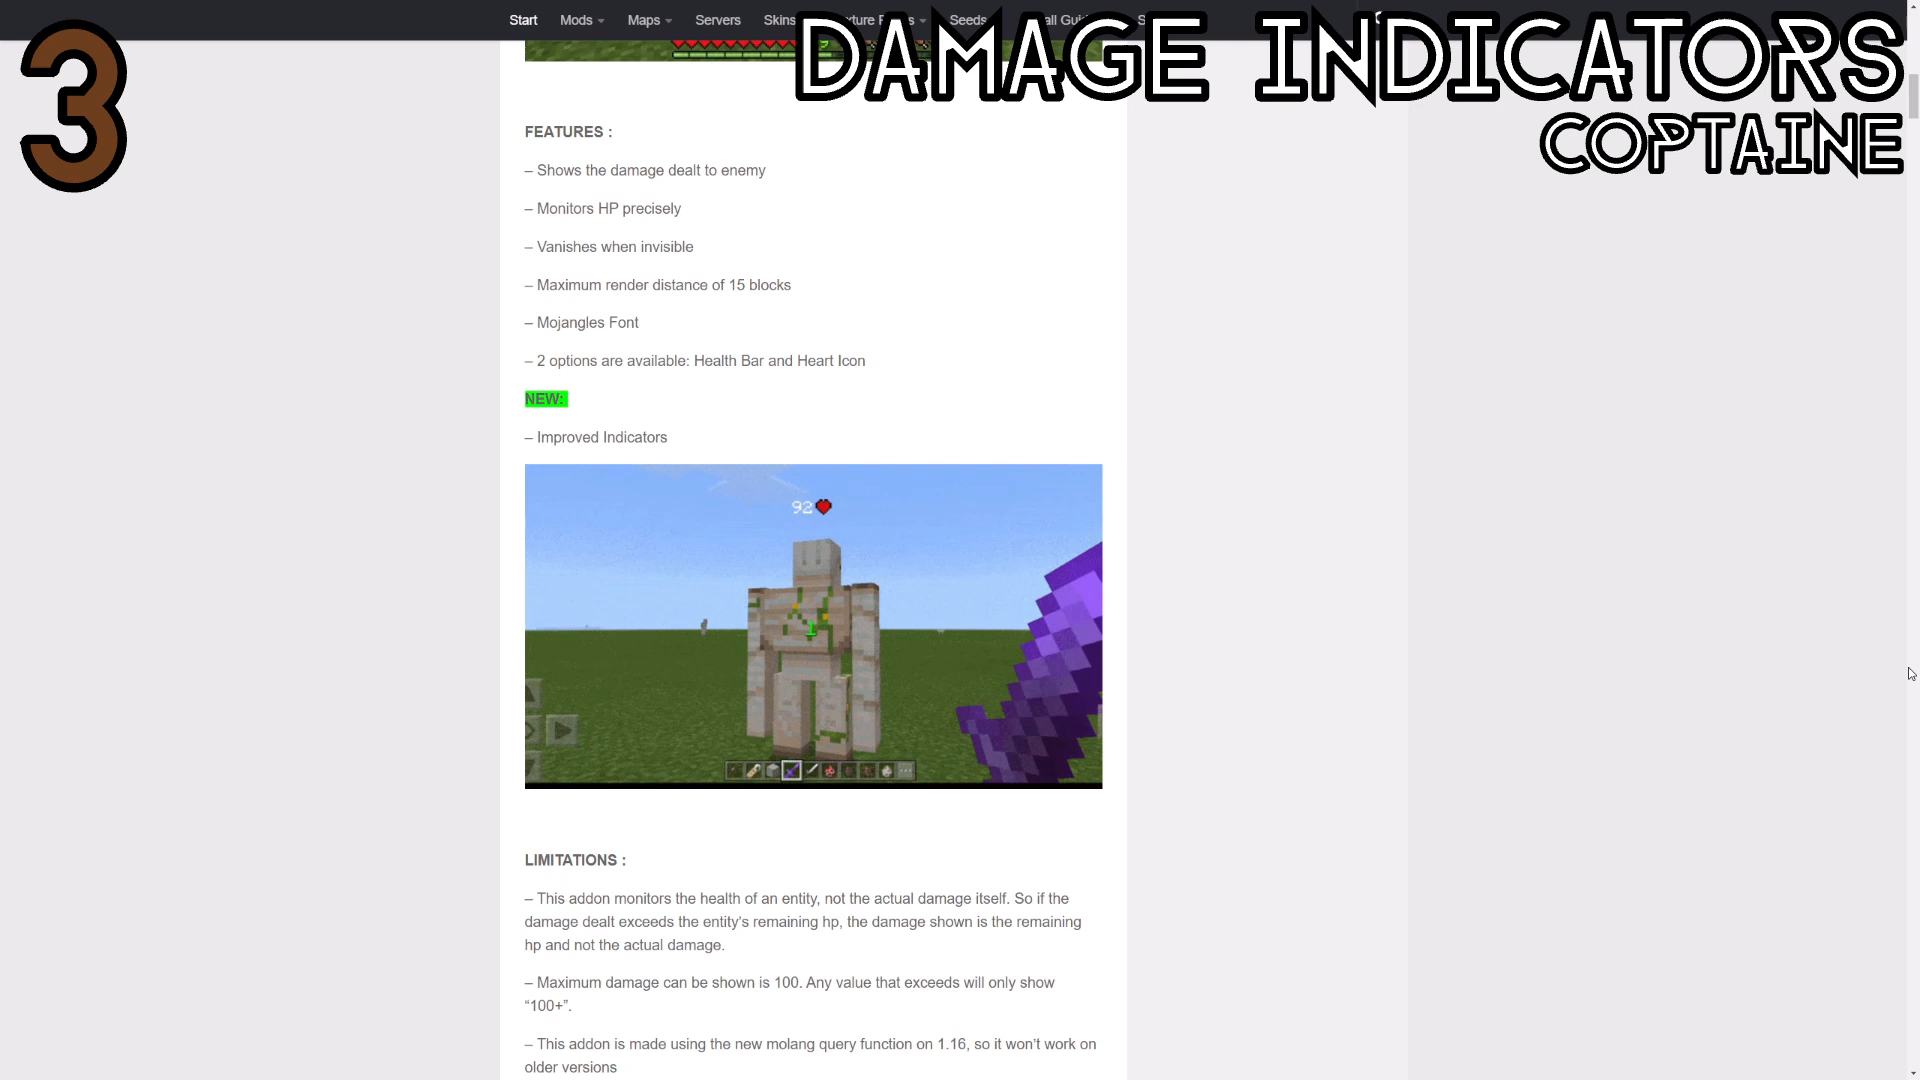 Start Mods Maps Servers Skins Seeds
3
DAMAGE INDICATORS
COPTAINE
FEATURES :
– Shows the damage dealt to enemy
– Monitors HP precisely
– Vanishes when invisible
– Maximum render distance of 15 blocks
– Mojangles Font
– 2 options are available: Health Bar and Heart Icon
NEW:
– Improved Indicators
92
1
LIMITATIONS :
– This addon monitors the health of an entity, not the actual damage itself. So if the
damage dealt exceeds the entity’s remaining hp, the damage shown is the remaining
hp and not the actual damage.
– Maximum damage can be shown is 100. Any value that exceeds will only show
“100+”.
– This addon is made using the new molang query function on 1.16, so it won’t work on
older versions